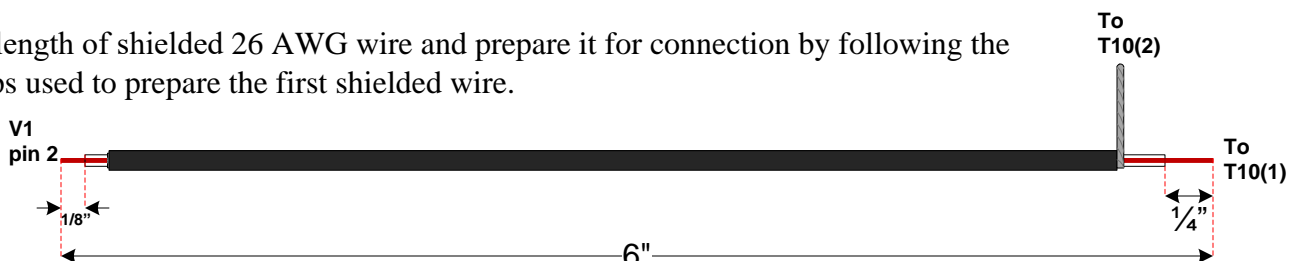 length of shielded 26 AWG wire and prepare it for connection by following the
used to prepare the first shielded wire.
To
T10(2)
V1
pin 2
To
T10(1)
1/8"
1⁄4"
6"